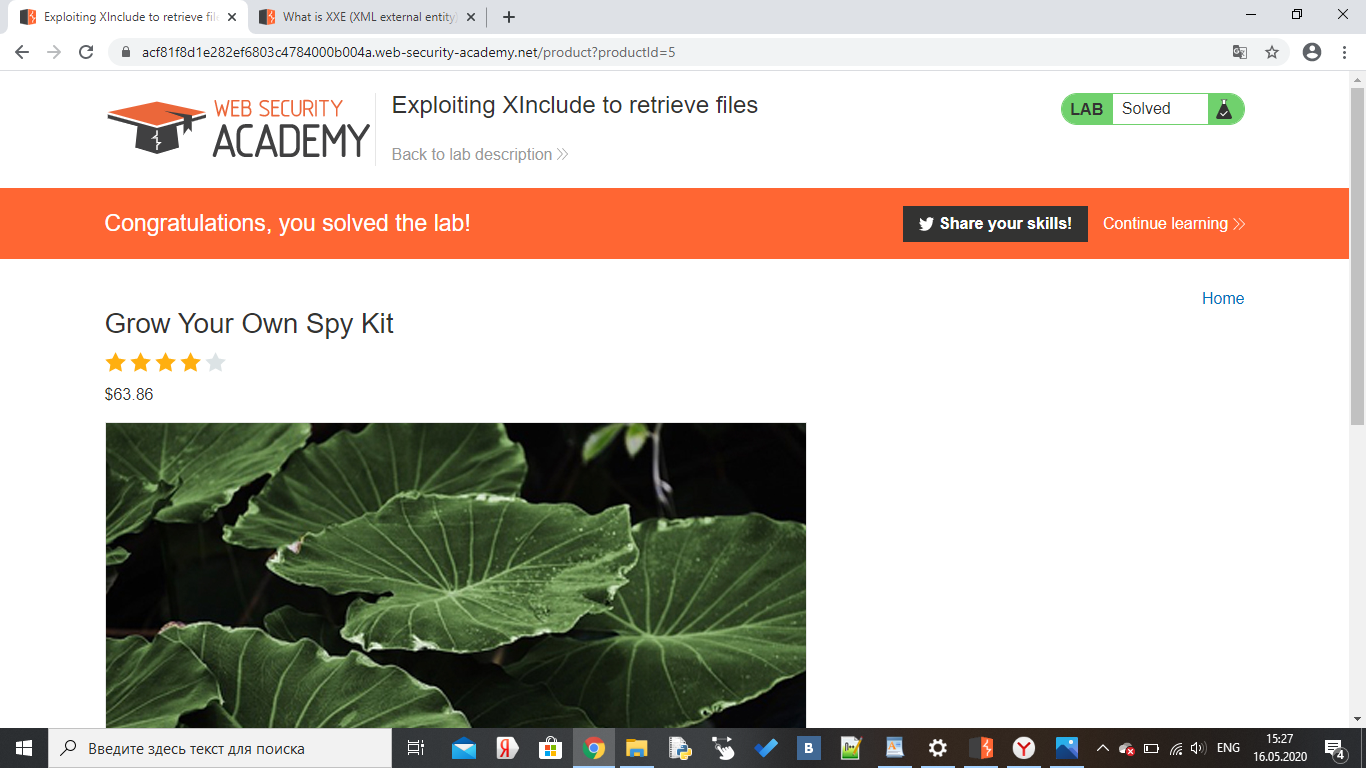 Exploiting XInclude to retrieve fil
What is XXE (XML external entity)
acf81f8d1e282ef6803c4784000b004a.web-security-academy.net/product?productId=5
WEB SECURITY
ACADEMY
Exploiting XInclude to retrieve files
Back to lab description
LAB
Solved
Congratulations, you solved the lab!
Share your skills!
Continue learning
Home
Grow Your Own Spy Kit
$63.86
Введите здесь текст для поиска
Я
B
Y
ENG
15:27
16.05.2020
4